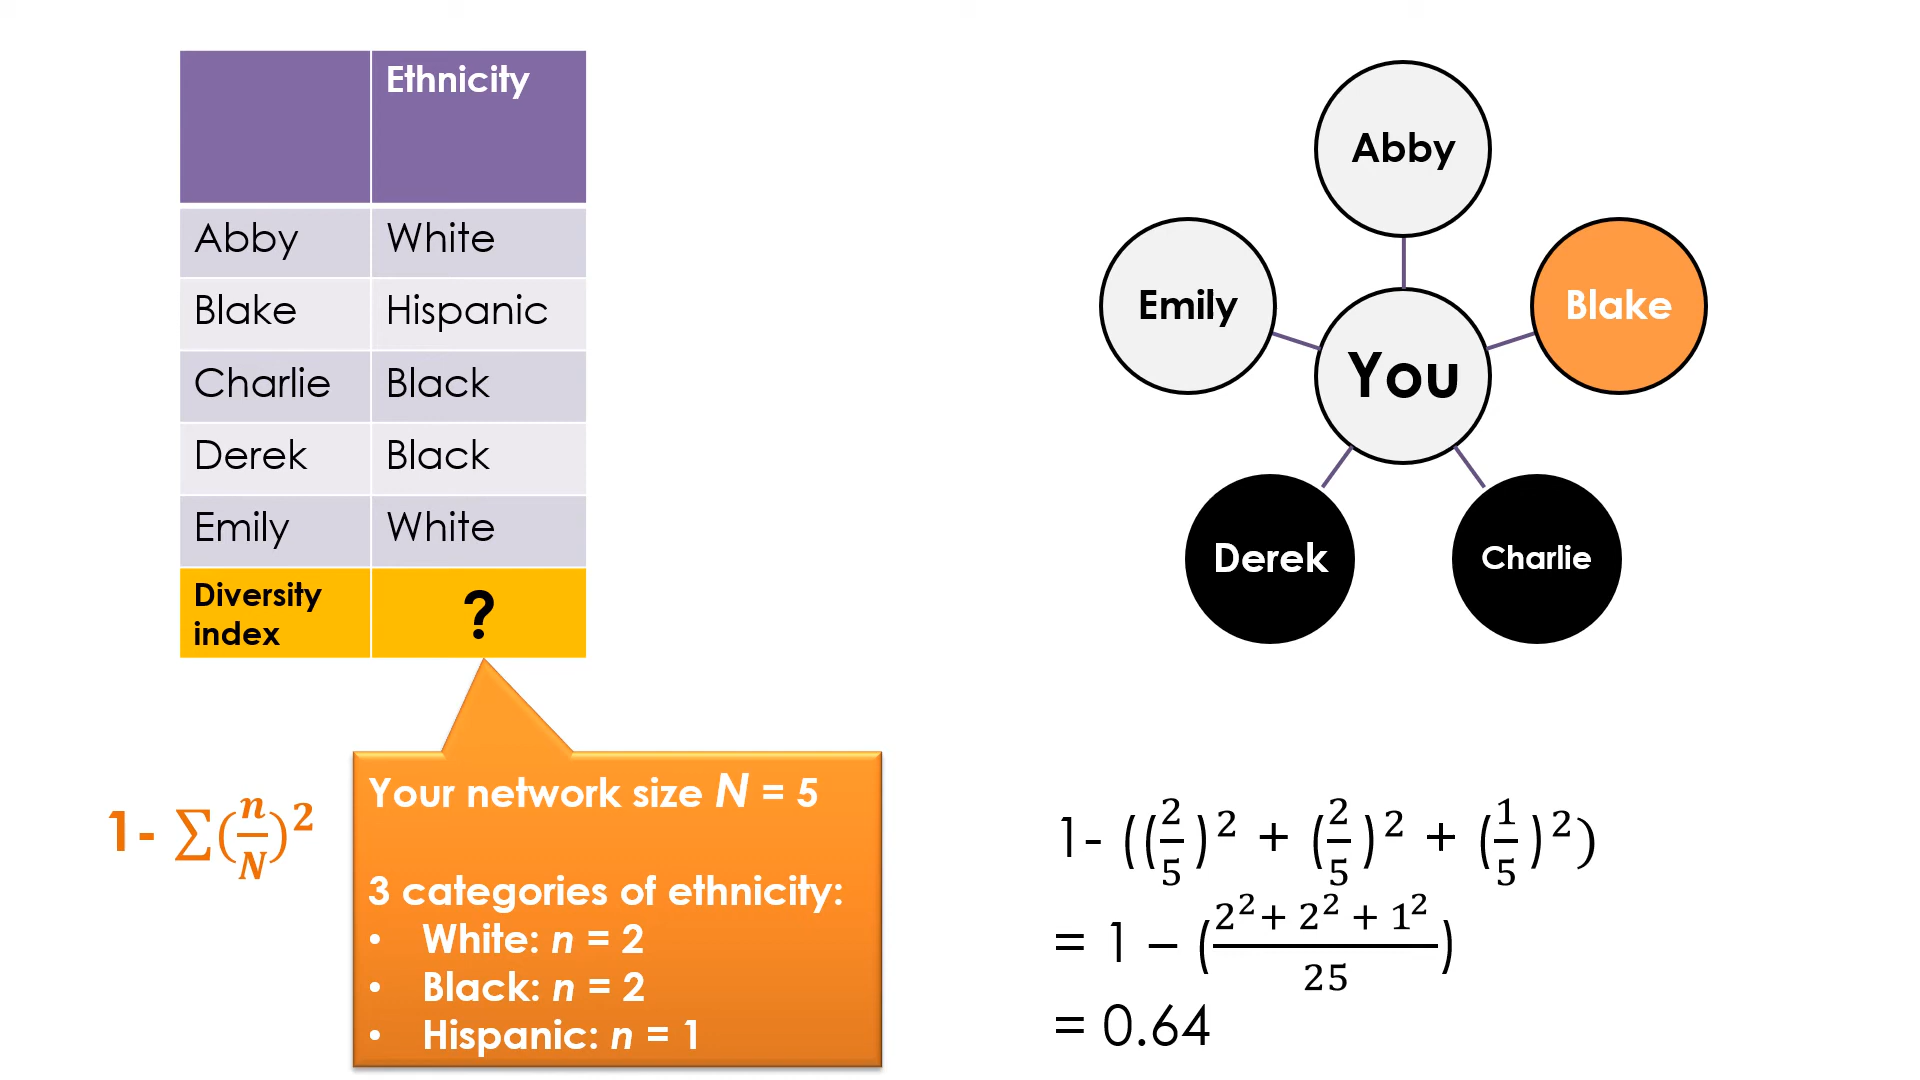 Ethnicity
Abby White
Blake Hispanic
Charlie Black
Derek Black
Emily White
Diversity index ?
1- ∑(n/N)²
Your network size N = 5
3 categories of ethnicity:
• White: n = 2
• Black: n = 2
• Hispanic: n = 1
Abby
Emily
Blake
You
Derek
Charlie
1- ((2/5)² + (2/5)² + (1/5)²)
= 1 – (2²+ 2² + 1²/25)
= 0.64